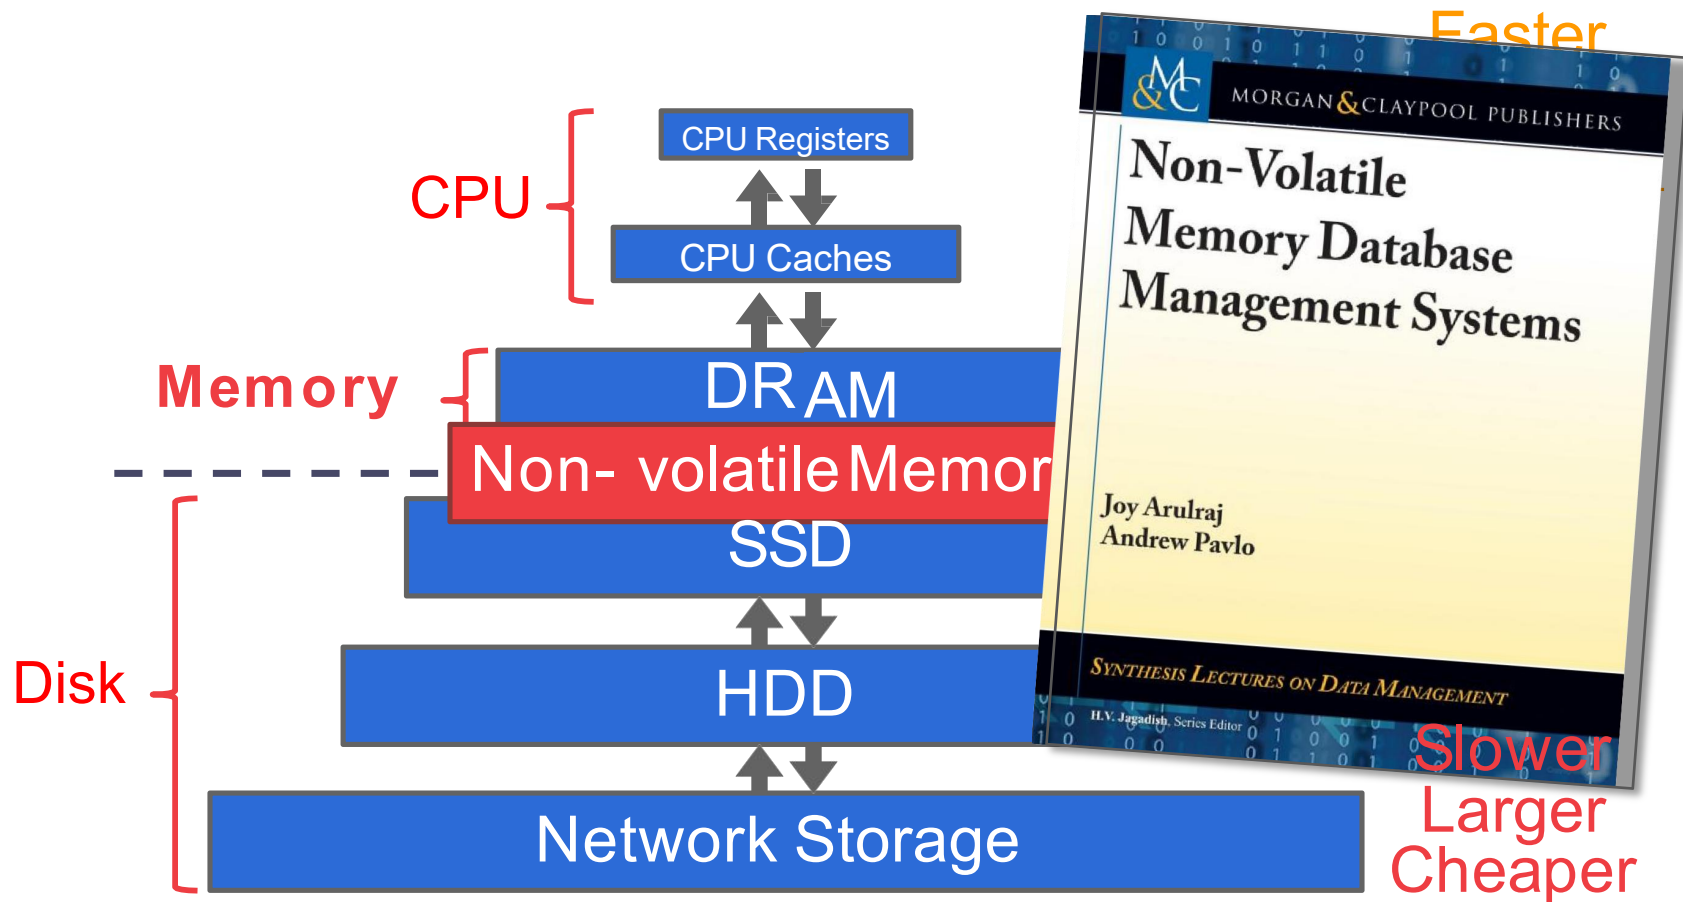 Faster
CPU Registers
CPU
CPU Caches
DRAM
Memory
Non- volatile Memor
SSD
Disk
HDD
Network Storage
M&C
MORGAN & CLAYPOOL PUBLISHERS
Non-Volatile
Memory Database
Management Systems
Joy Arulraj
Andrew Pavlo
SYNTHESIS LECTURES ON DATA MANAGEMENT
H.V. Jagadish, Series Editor
Slower
Larger
Cheaper